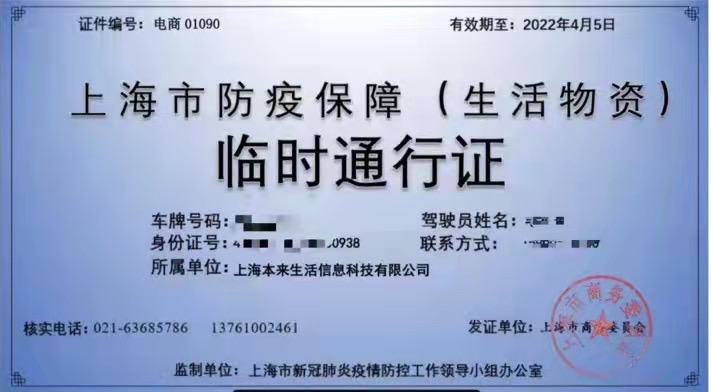 证件编号：电商 01090
有效期至：2022年4月5日
上海市防疫保障（生活物资）
临时通行证
车牌号码：
驾驶员姓名：
身份证号：4 0938
联系方式：
所属单位：上海本来生活信息科技有限公司
核实电话：021-63685786 13761002461
发证单位：上海市商务委员会
监制单位：上海市新冠肺炎疫情防控工作领导小组办公室
上海市商务委